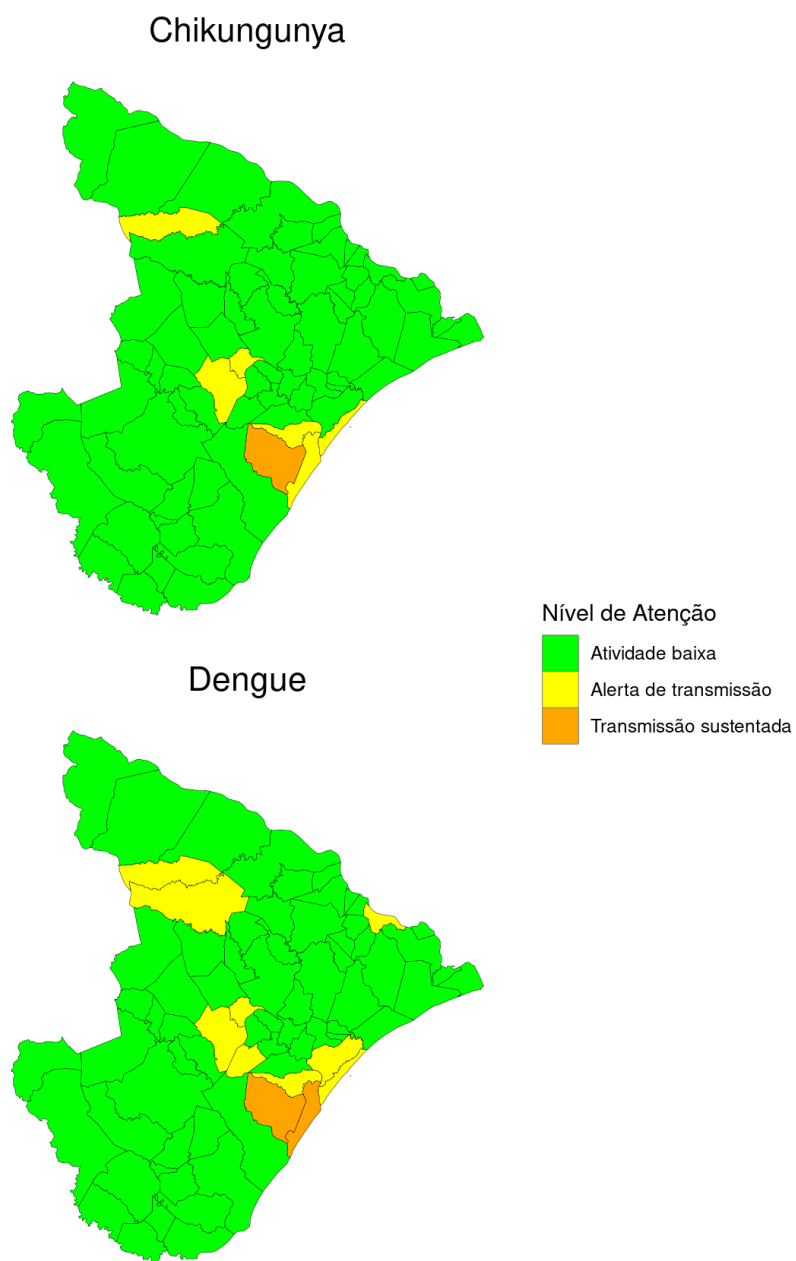 Chikungunya
Nível de Atenção
Atividade baixa
Alerta de transmissão
Transmissão sustentada
Dengue